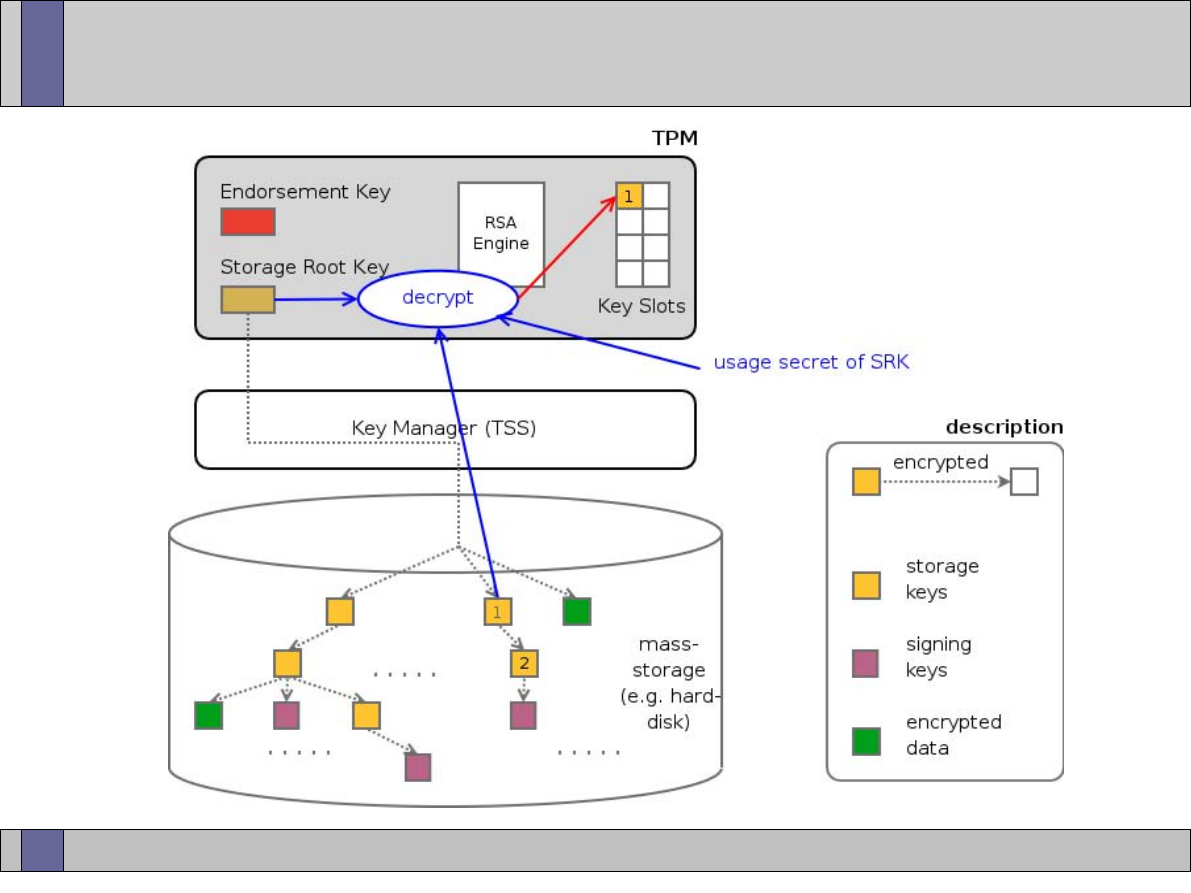 TPM
Endorsement Key
RSA
Engine
1
Storage Root Key
decrypt
Key Slots
usage secret of SRK
Key Manager (TSS)
description
encrypted
storage
keys
1
mass-
storage
(e.g. hard-
disk)
2
. . . . .
signing
keys
encrypted
data
. . . . .
. . . . .